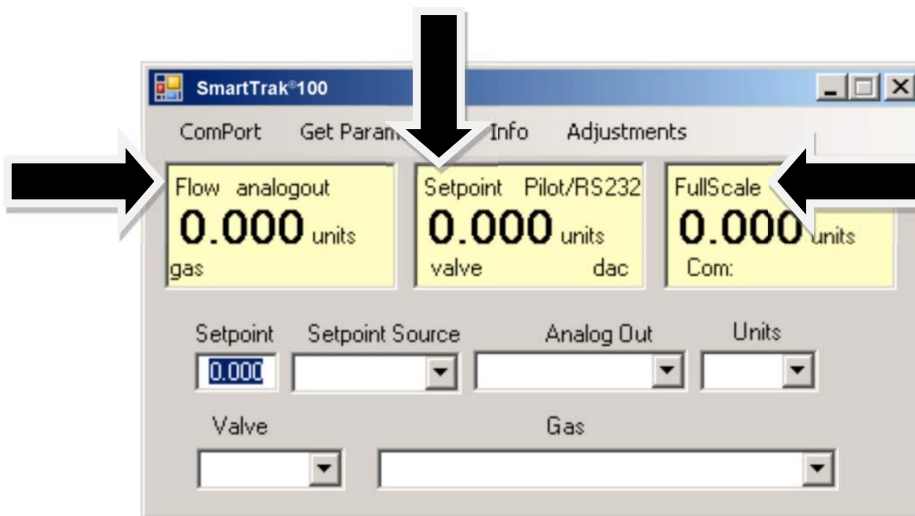 SmartTrak®100
ComPort Get Param Info Adjustments
Flow analogout
0.000 units
gas
Setpoint Pilot/RS232
0.000 units
valve dac
FullScale
0.000 units
Com:
Setpoint Setpoint Source Analog Out Units
0.000
Valve Gas